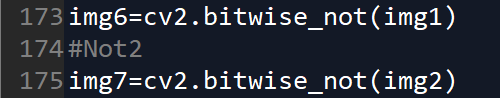 173 img6=cv2.bitwise_not(img1)
174 #Not2
175 img7=cv2.bitwise_not(img2)